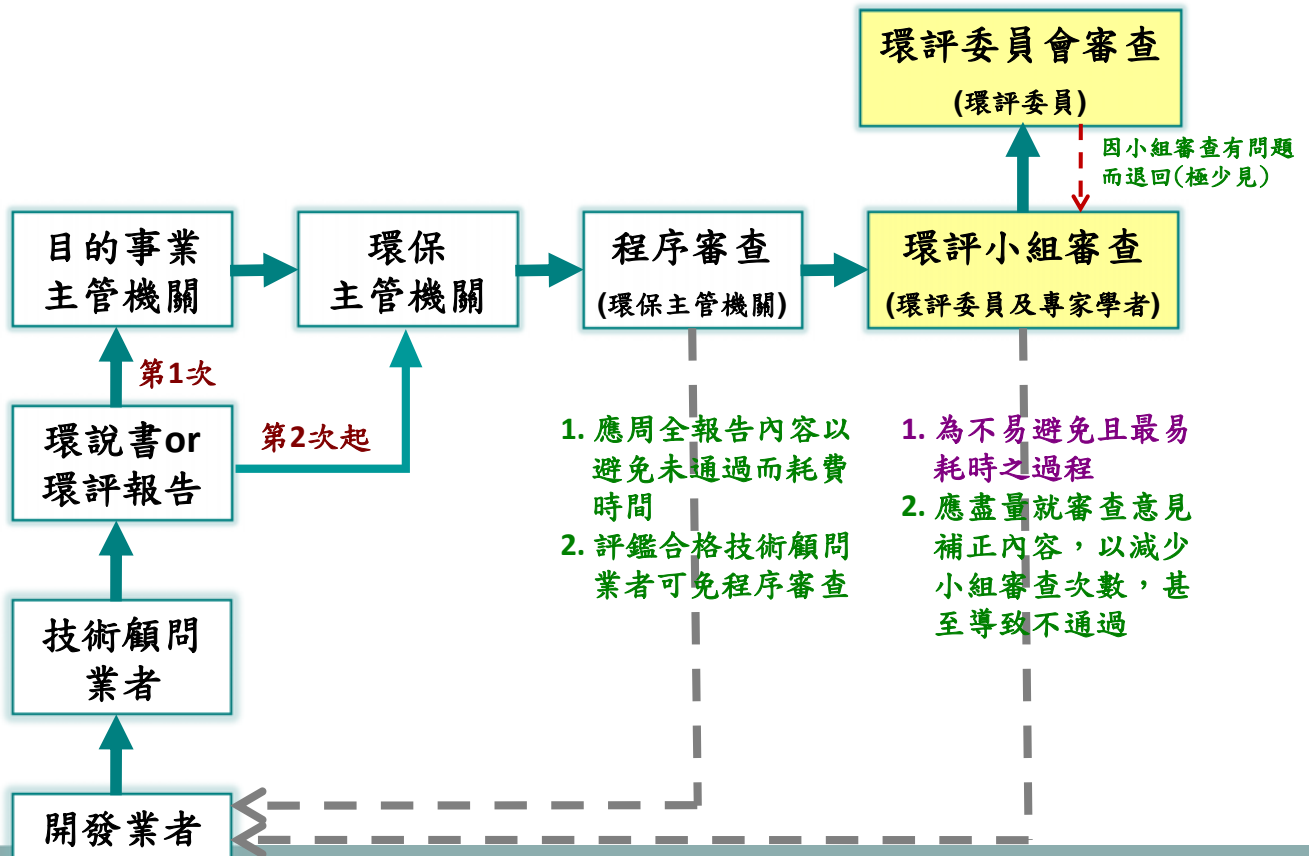 環評委員會審查
(環評委員)
因小組審查有問題
而退回(極少見)
目的事業
主管機關
環保
主管機關
程序審查
(環保主管機關)
環評小組審查
(環評委員及專家學者)
第1次
環說書or
環評報告
第2次起
1. 應周全報告內容以
避免未通過而耗費
時間
2. 評鑑合格技術顧問
業者可免程序審查
1. 為不易避免且最易
耗時之過程
2. 應盡量就審查意見
補正內容，以減少
小組審查次數，甚
至導致不通過
技術顧問
業者
開發業者